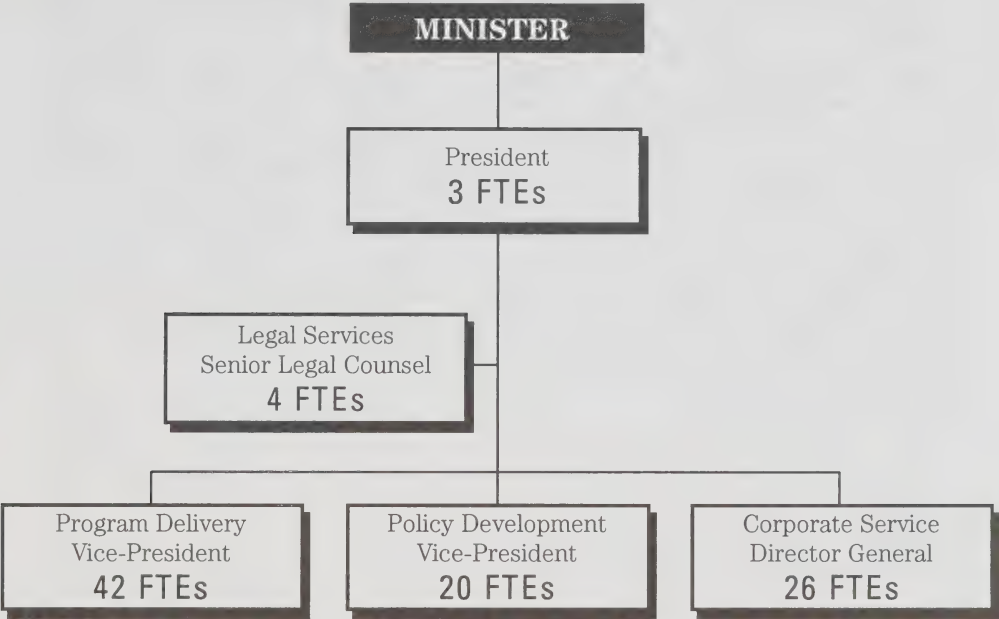 MINISTER
President
3 FTEs
Legal Services
Senior Legal Counsel
4 FTEs
Program Delivery
Vice-President
42 FTEs
Policy Development
Vice-President
20 FTEs
Corporate Service
Director General
26 FTEs